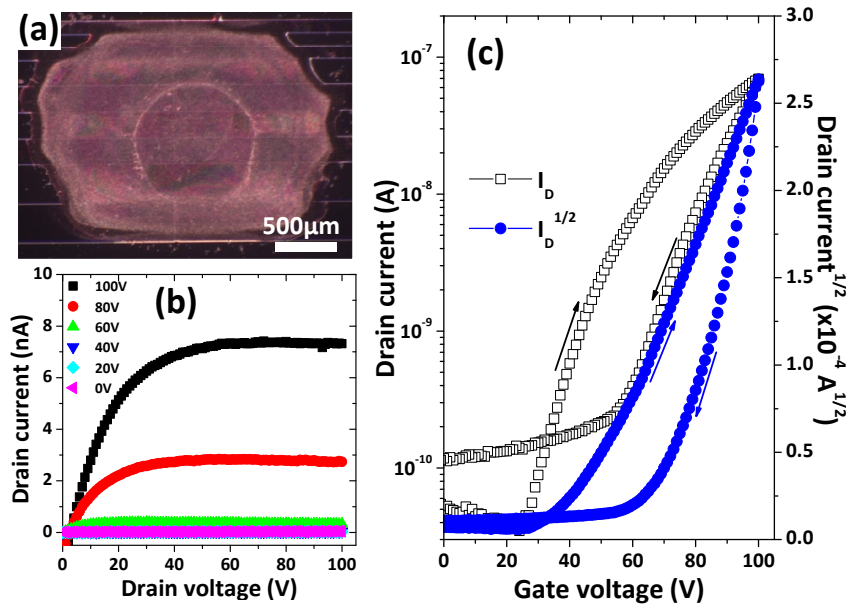 (a)
500μm
(b)
10
8
6
4
2
0
0 20 40 60 80 100
Drain current (nA)
Drain voltage (V)
100V
80V
60V
40V
20V
0V
(c)
10⁻⁷
10⁻⁸
10⁻⁹
10⁻¹⁰
Drain current (A)
0 20 40 60 80 100
Gate voltage (V)
I_D
I_D^1/2
3.0
2.5
2.0
1.5
1.0
0.5
0.0
Drain current^1/2 (x10⁻⁴ A^1/2)